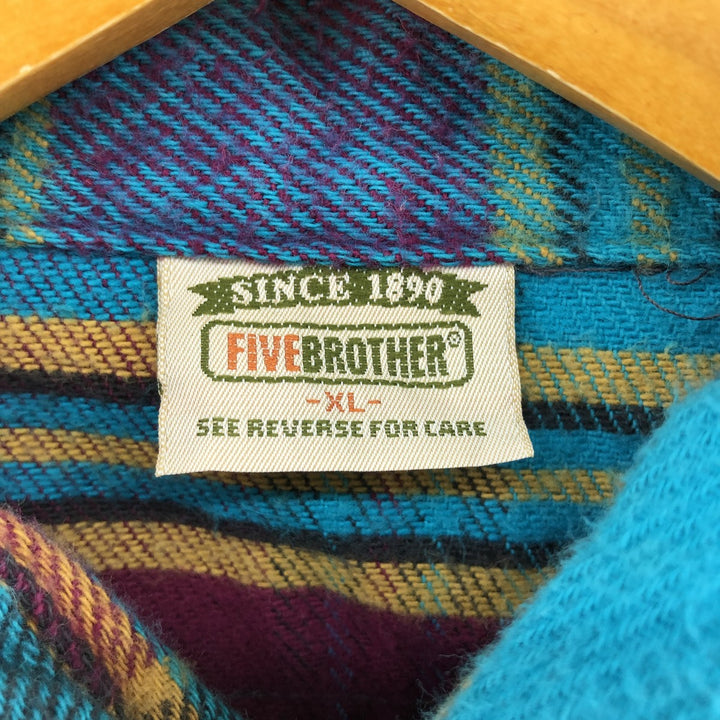 SINCE 1890
FIVEBROTHER®
-XL-
SEE REVERSE FOR CARE